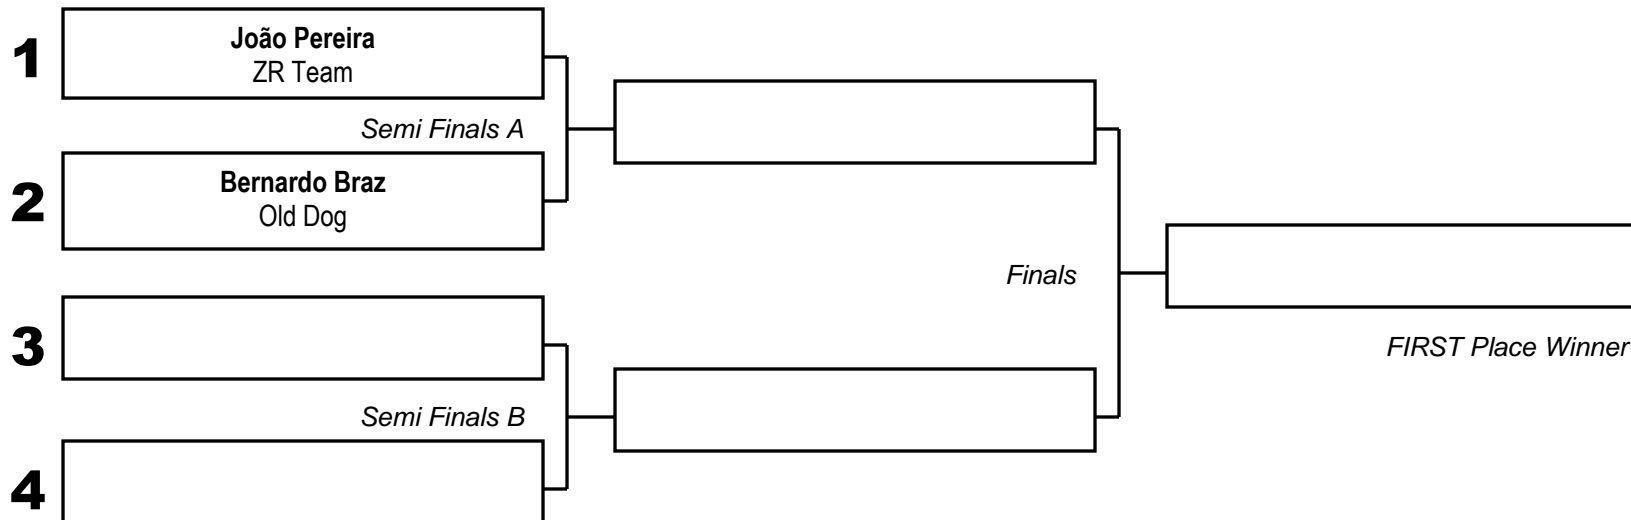 1
João Pereira
ZR Team
Semi Finals A
2
Bernardo Braz
Old Dog
Finals
3
FIRST Place Winner
Semi Finals B
4